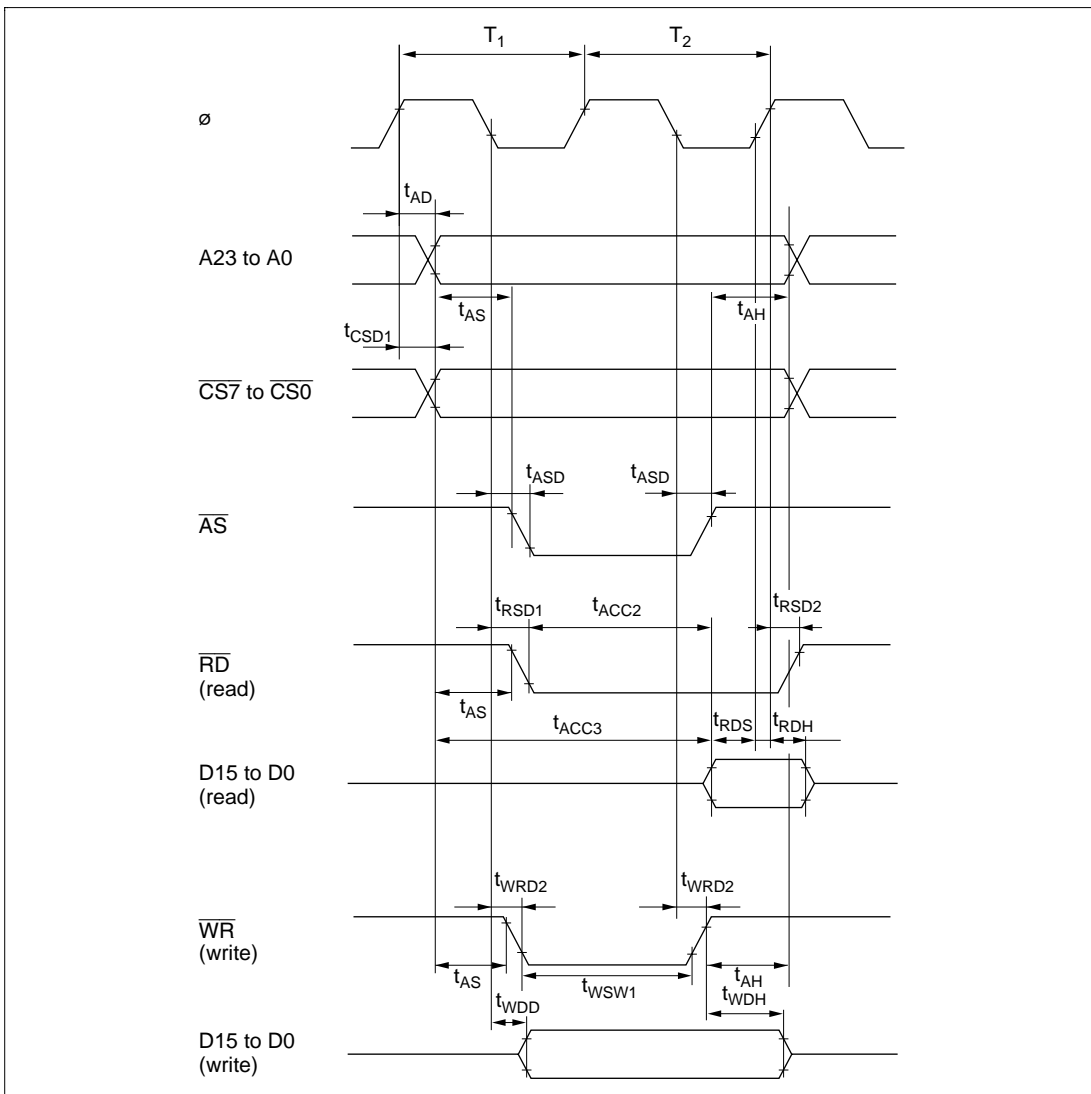 T1 T2
ø
tAD
A23 to A0
tAS tAH
tCSD1
CS7 to CS0
tASD tASD
AS
tRSD1 tACC2 tRSD2
RD
(read)
tAS
tACC3 tRDS tRDH
D15 to D0
(read)
tWRD2 tWRD2
WR
(write)
tAS tWSW1 tAH
tWDD tWDH
D15 to D0
(write)